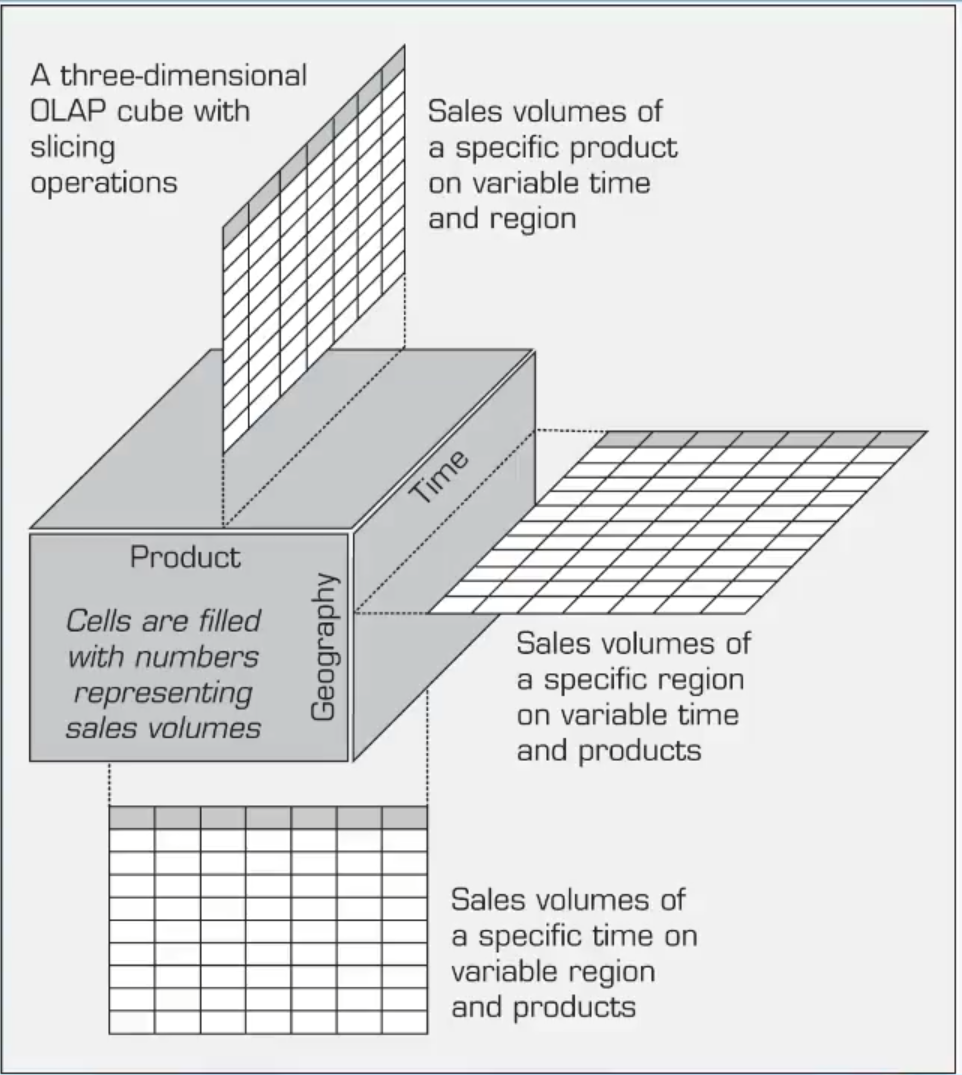 A three-dimensional
OLAP cube with
slicing
operations
Sales volumes of
a specific product
on variable time
and region
Time
Product
Cells are filled
with numbers
representing
sales volumes
Geography
Sales volumes of
a specific region
on variable time
and products
Sales volumes of
a specific time on
variable region
and products